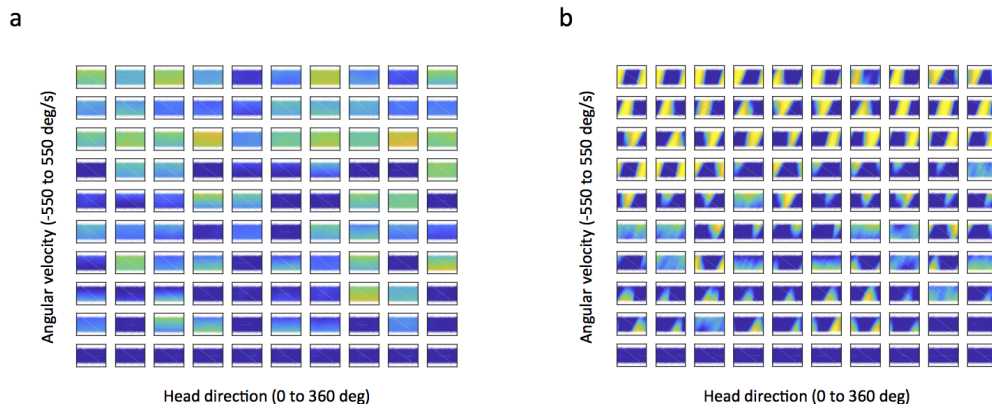 a
b
Angular velocity (-550 to 550 deg/s)
Head direction (0 to 360 deg)
Angular velocity (-550 to 550 deg/s)
Head direction (0 to 360 deg)